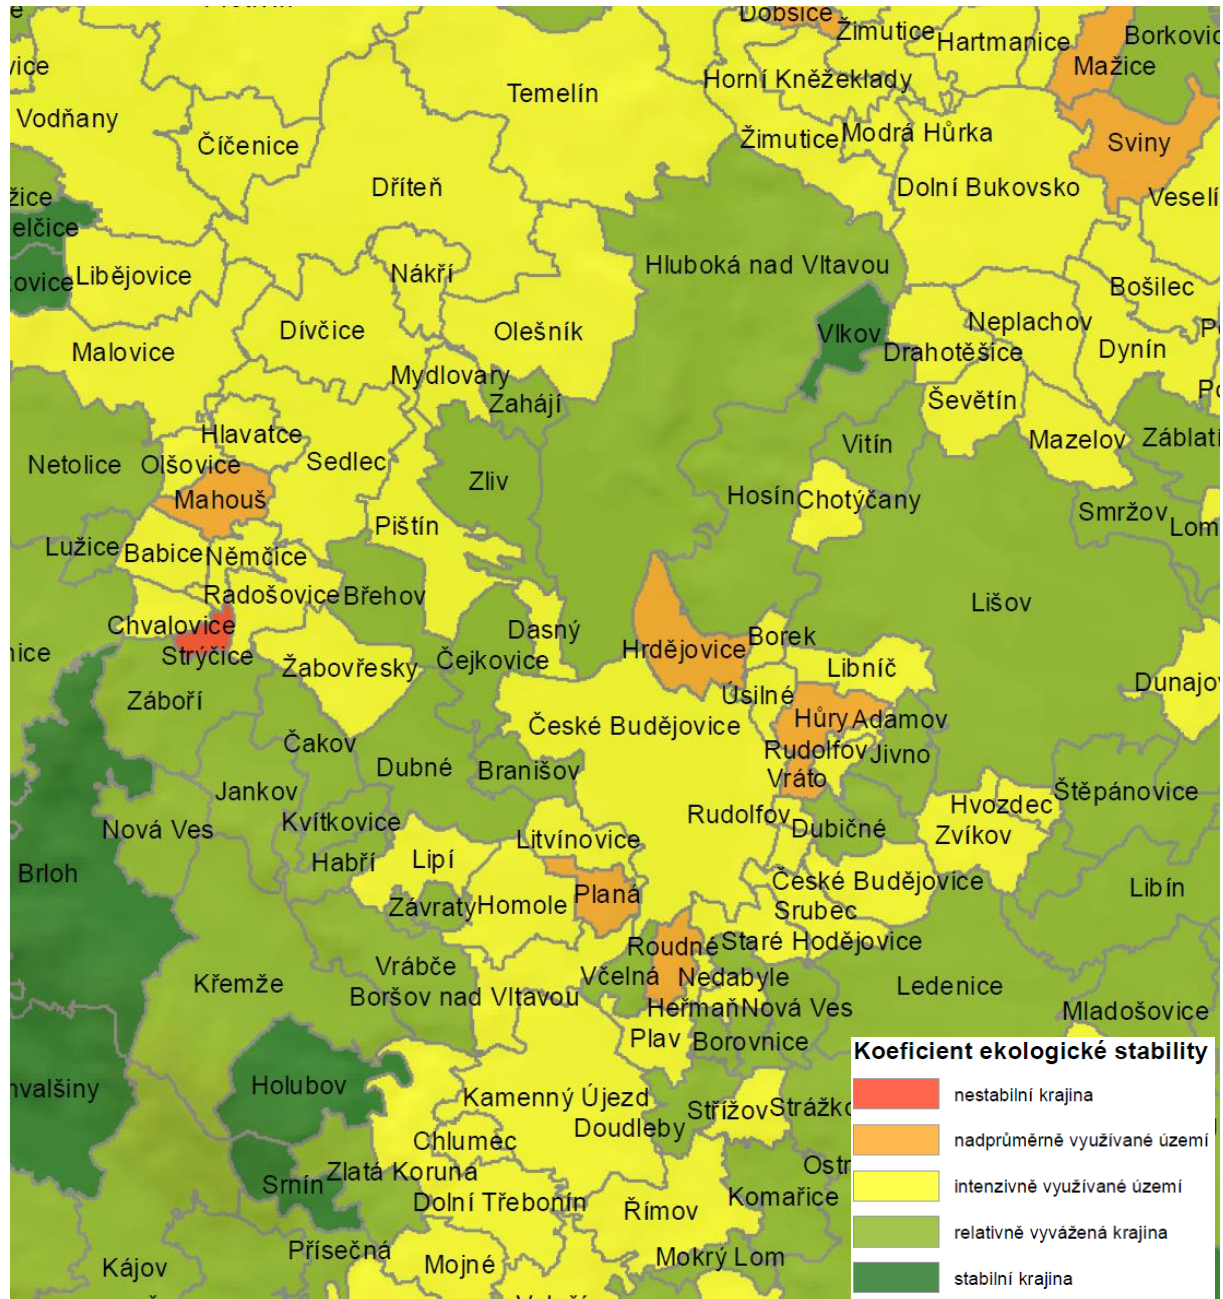 Dobšice
Žimutice
Hartmanice
Borkovic
Mažice
Temelín
Horní Kněžeklady
Vodňany
Číčenice
Žimutice
Modrá Hůrka
Sviny
Dříteň
Dolní Bukovsko
Veselí
žice
elčice
Libějovice
Nákří
Hluboká nad Vltavou
Bošilec
ovice
Dívčice
Olešník
Vlkov
Neplachov
Malovice
Drahotěšice
Dynín
Mydlovary
Zahájí
Ševětín
Hlavatce
Vitín
Mazelov
Záblatí
Netolice
Olšovice
Sedlec
Zliv
Mahouš
Hosín
Chotýčany
Smržov
Lom
Pištín
Lužice
Babice
Němčice
Radošovice
Břehov
Lišov
Chvalovice
Dasný
Borek
Hrdějovice
Strýčice
Žabovřesky
Čejkovice
Libníč
nice
Dunajov
Záboří
Úsilné
České Budějovice
Hůry
Adamov
Čakov
Rudolfov
Jivno
Dubné
Branišov
Vráto
Jankov
Štěpánovice
Hvozdec
Nová Ves
Kvítkovice
Rudolfov
Dubičné
Zvíkov
Litvínovice
Habří
Lipí
Brloh
České Budějovice
Libín
Planá
Závraty
Homole
Srubec
Roudné
Staré Hodějovice
Vrábče
Včelná
Nedabyle
Křemže
Ledenice
Boršov nad Vltavou
Heřmaň
Nová Ves
Mladošovice
Plav
Borovnice
Koeficient ekologické stability
Holubov
hvalšiny
Kamenný Újezd
nestabilní krajina
Střížov
Strážko
Doudleby
Chlumec
nadprůměrně využívané území
Zlatá Koruna
Ostr
Srnín
Dolní Třebonín
Komařice
intenzivně využívané území
Římov
relativně vyvážená krajina
Přísečná
Mokrý Lom
Kájov
Mojné
stabilní krajina